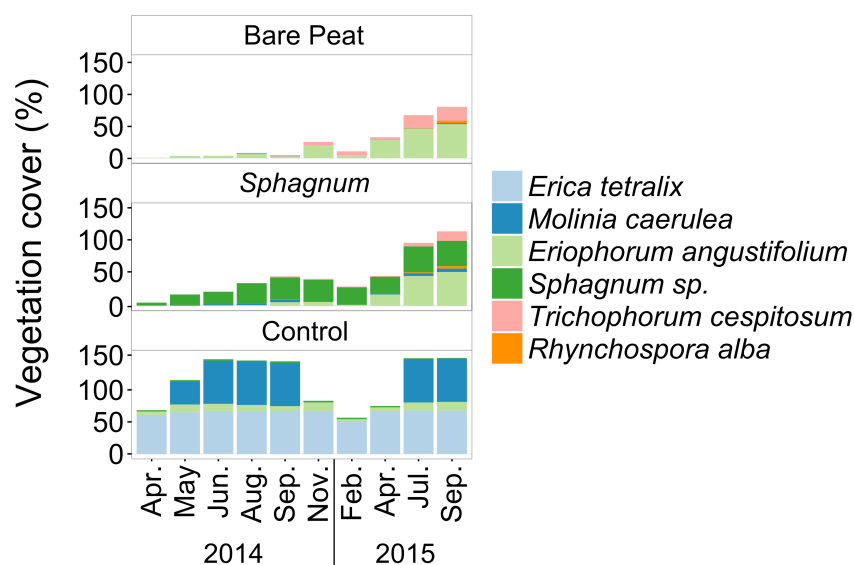 Bare Peat
150
100
50
0
Sphagnum
150
100
50
0
Control
150
100
50
0
Vegetation cover (%)
Apr. May Jun. Aug. Sep. Nov. Feb. Apr. Jul. Sep.
2014 2015
Erica tetralix
Molinia caerulea
Eriophorum angustifolium
Sphagnum sp.
Trichophorum cespitosum
Rhynchospora alba